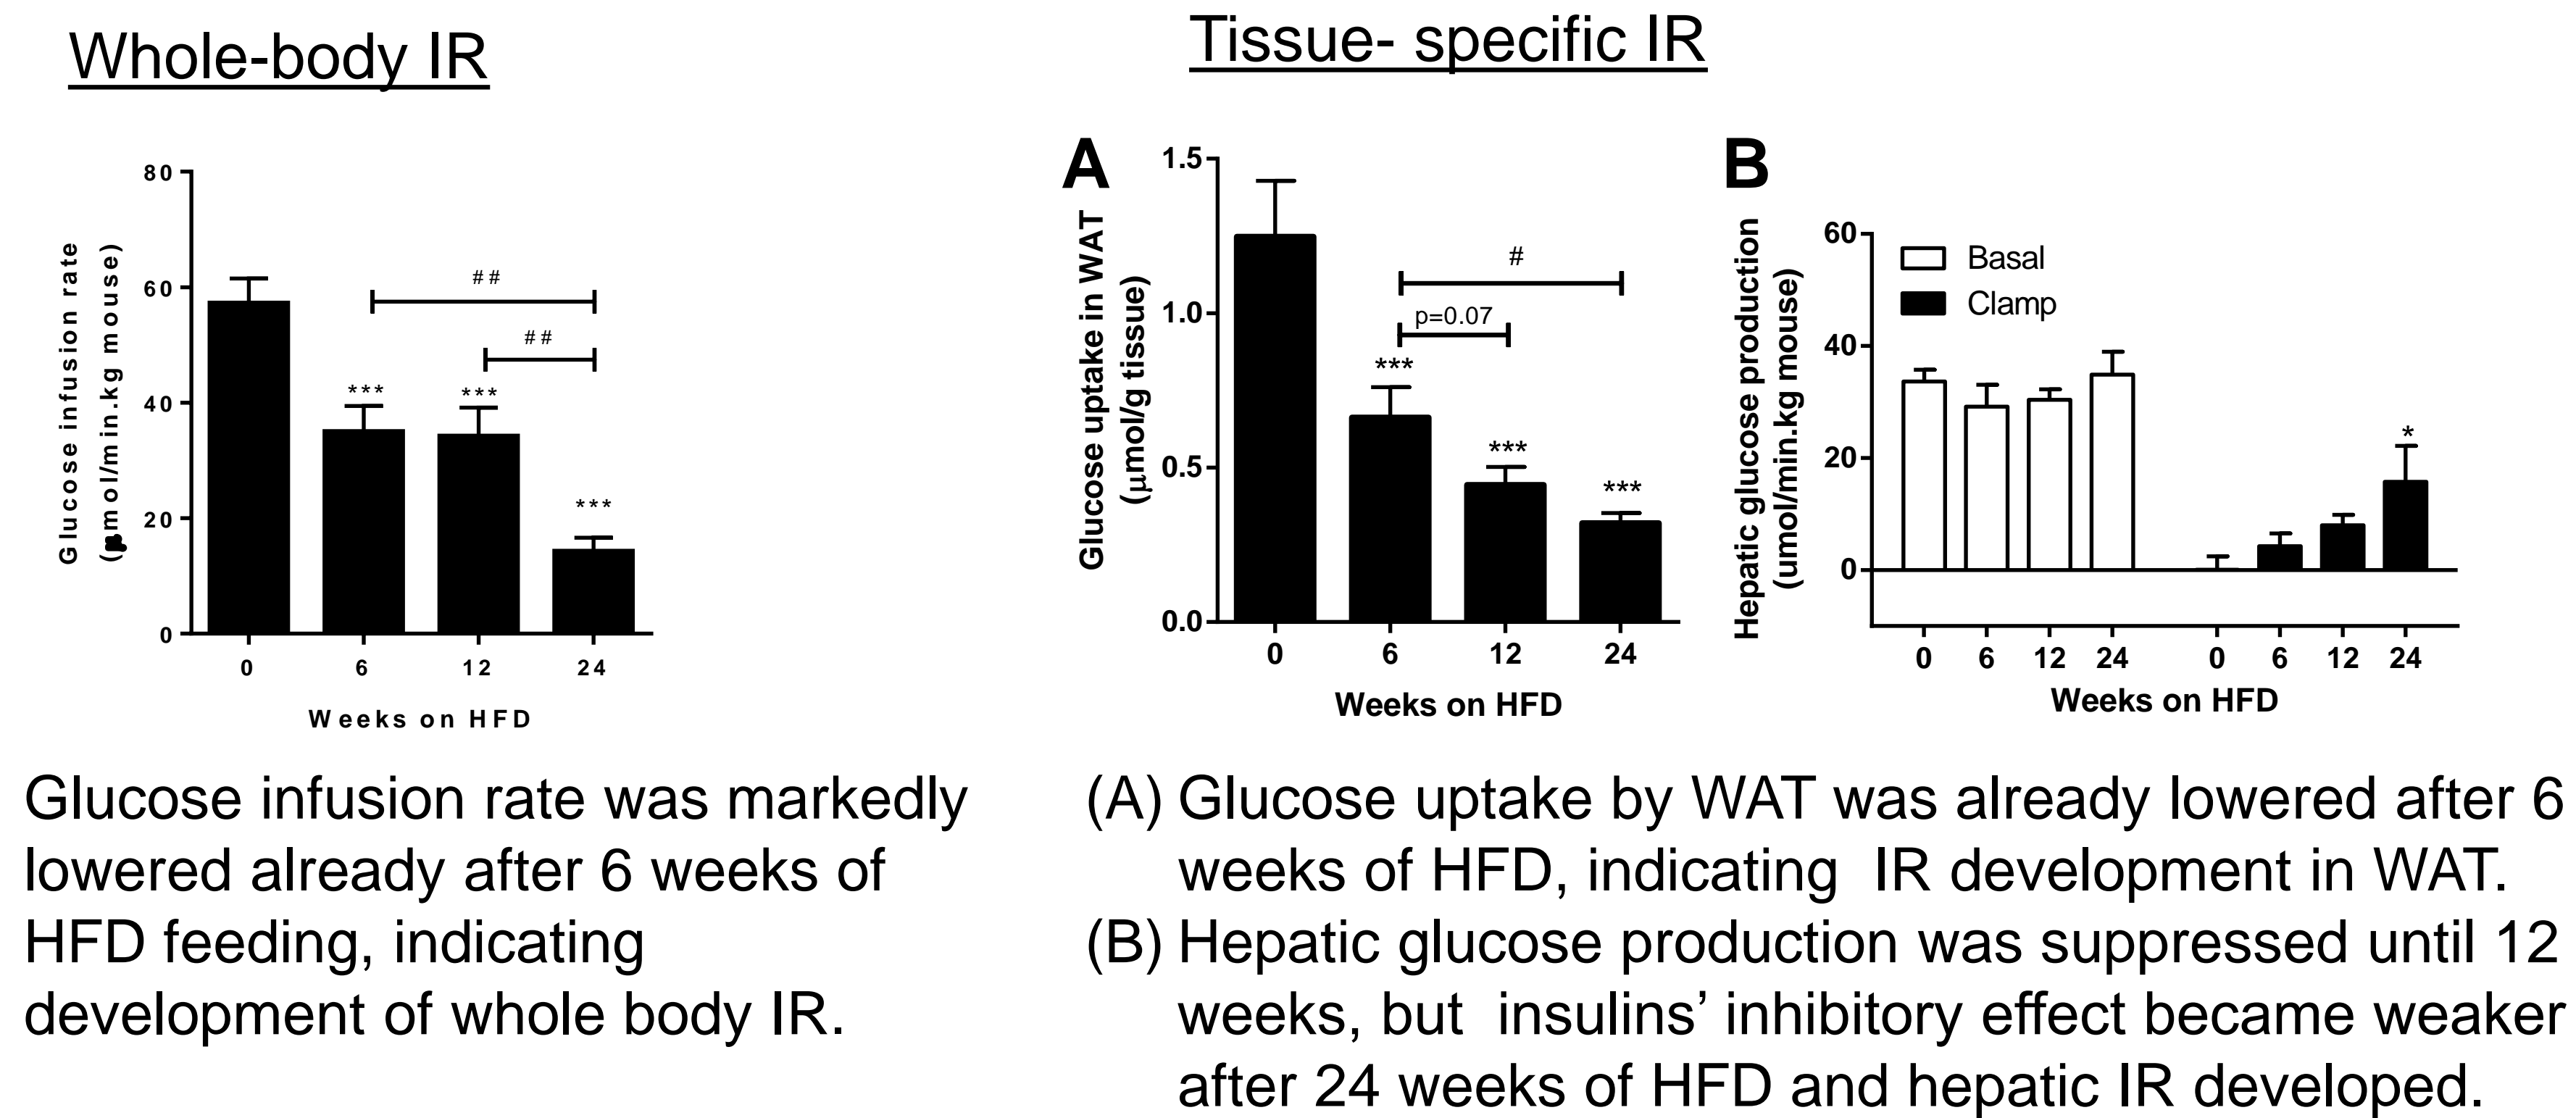 Whole-body IR
Tissue- specific IR
Glucose infusion rate
(μmol/min.kg mouse)
80
60
40
20
0
##
##
***
***
***
0 6 12 24
Weeks on HFD
A
Glucose uptake in WAT
(μmol/g tissue)
1.5
1.0
0.5
0.0
#
p=0.07
***
***
***
0 6 12 24
Weeks on HFD
B
Hepatic glucose production
(umol/min.kg mouse)
60
40
20
0
Basal
Clamp
*
0 6 12 24 0 6 12 24
Weeks on HFD
Glucose infusion rate was markedly
lowered already after 6 weeks of
HFD feeding, indicating
development of whole body IR.
(A) Glucose uptake by WAT was already lowered after 6
weeks of HFD, indicating  IR development in WAT.
(B) Hepatic glucose production was suppressed until 12
weeks, but  insulins’ inhibitory effect became weaker
after 24 weeks of HFD and hepatic IR developed.